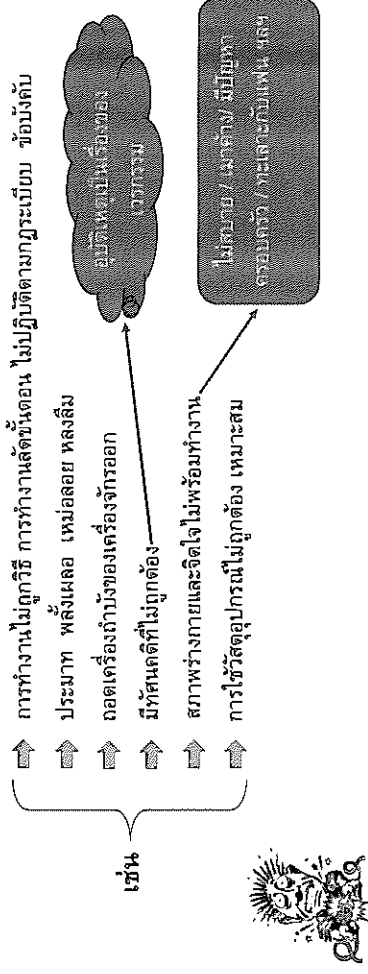 เช่น
การทำงานไม่ถูกวิธี การทำงานลัดขั้นตอน ไม่ปฏิบัติตามกฎระเบียบ ข้อบังคับ
ประมาท พลั้งเผลอ เหม่อลอย หลงลืม
ถอดเครื่องกำบังของเครื่องจักรออก
มีทัศนคติที่ไม่ถูกต้อง
สภาพร่างกายและจิตใจไม่พร้อมทำงาน
การใช้วัสดุอุปกรณ์ไม่ถูกต้อง เหมาะสม
อุบัติเหตุเป็นเรื่องของ
เวรกรรม
ไม่สบาย / เมาค้าง/ มีปัญหา
ครอบครัว / ทะเลาะกับแฟน ฯลฯ